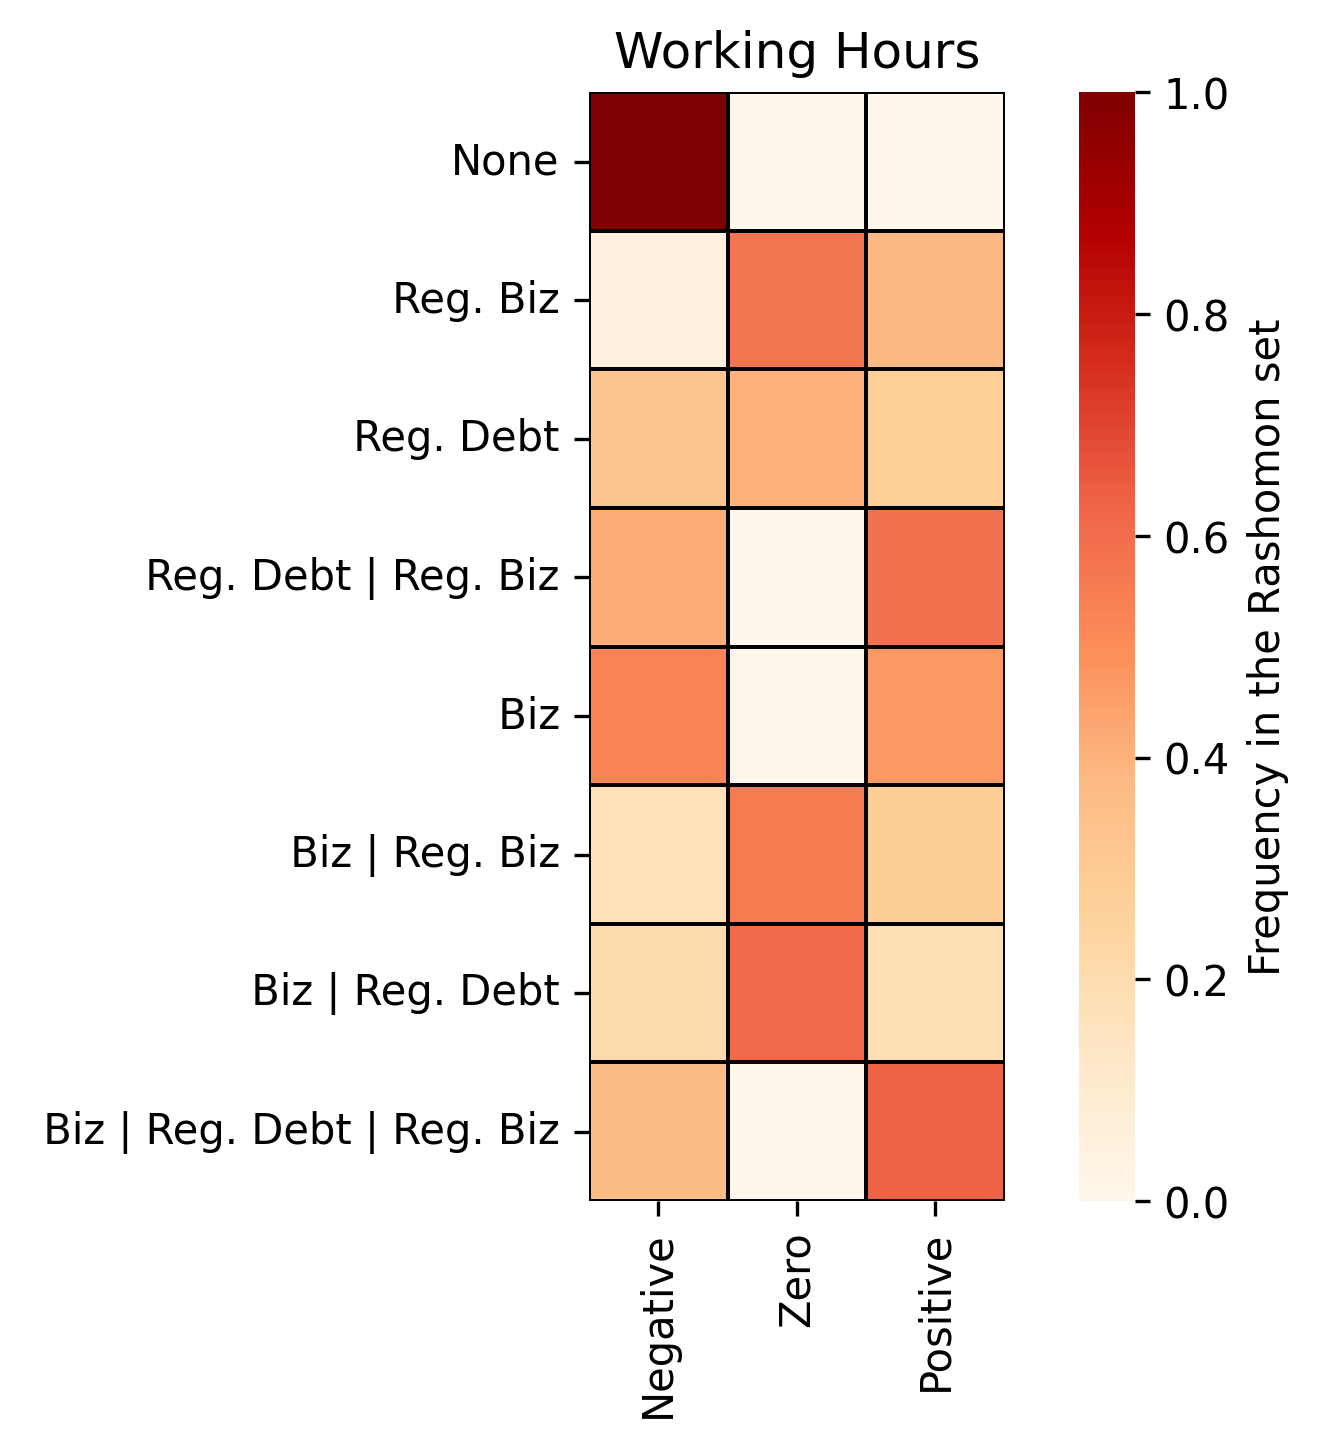 Working Hours
None
Reg. Biz
Reg. Debt
Reg. Debt | Reg. Biz
Biz
Biz | Reg. Biz
Biz | Reg. Debt
Biz | Reg. Debt | Reg. Biz
Negative
Zero
Positive
1.0
0.8
0.6
0.4
0.2
0.0
Frequency in the Rashomon set